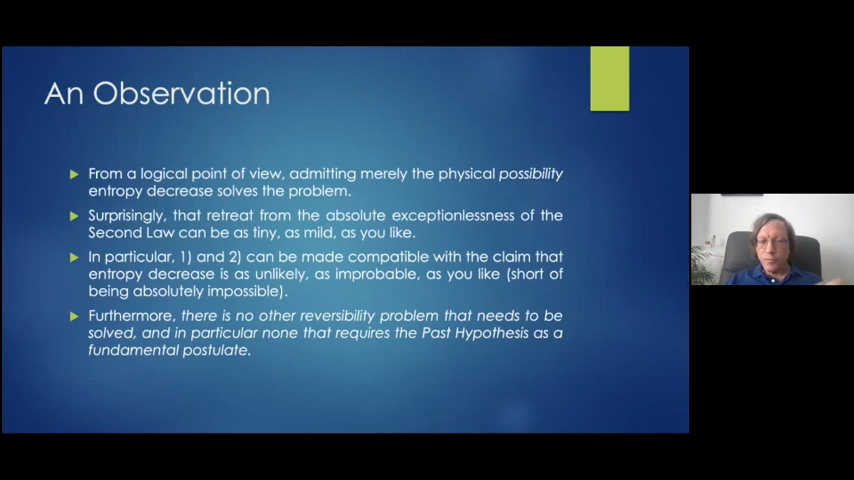 An Observation
From a logical point of view, admitting merely the physical possibility
entropy decrease solves the problem.
Surprisingly, that retreat from the absolute exceptionlessness of the
Second Law can be as tiny, as mild, as you like.
In particular, 1) and 2) can be made compatible with the claim that
entropy decrease is as unlikely, as improbable, as you like (short of
being absolutely impossible).
Furthermore, there is no other reversibility problem that needs to be
solved, and in particular none that requires the Past Hypothesis as a
fundamental postulate.